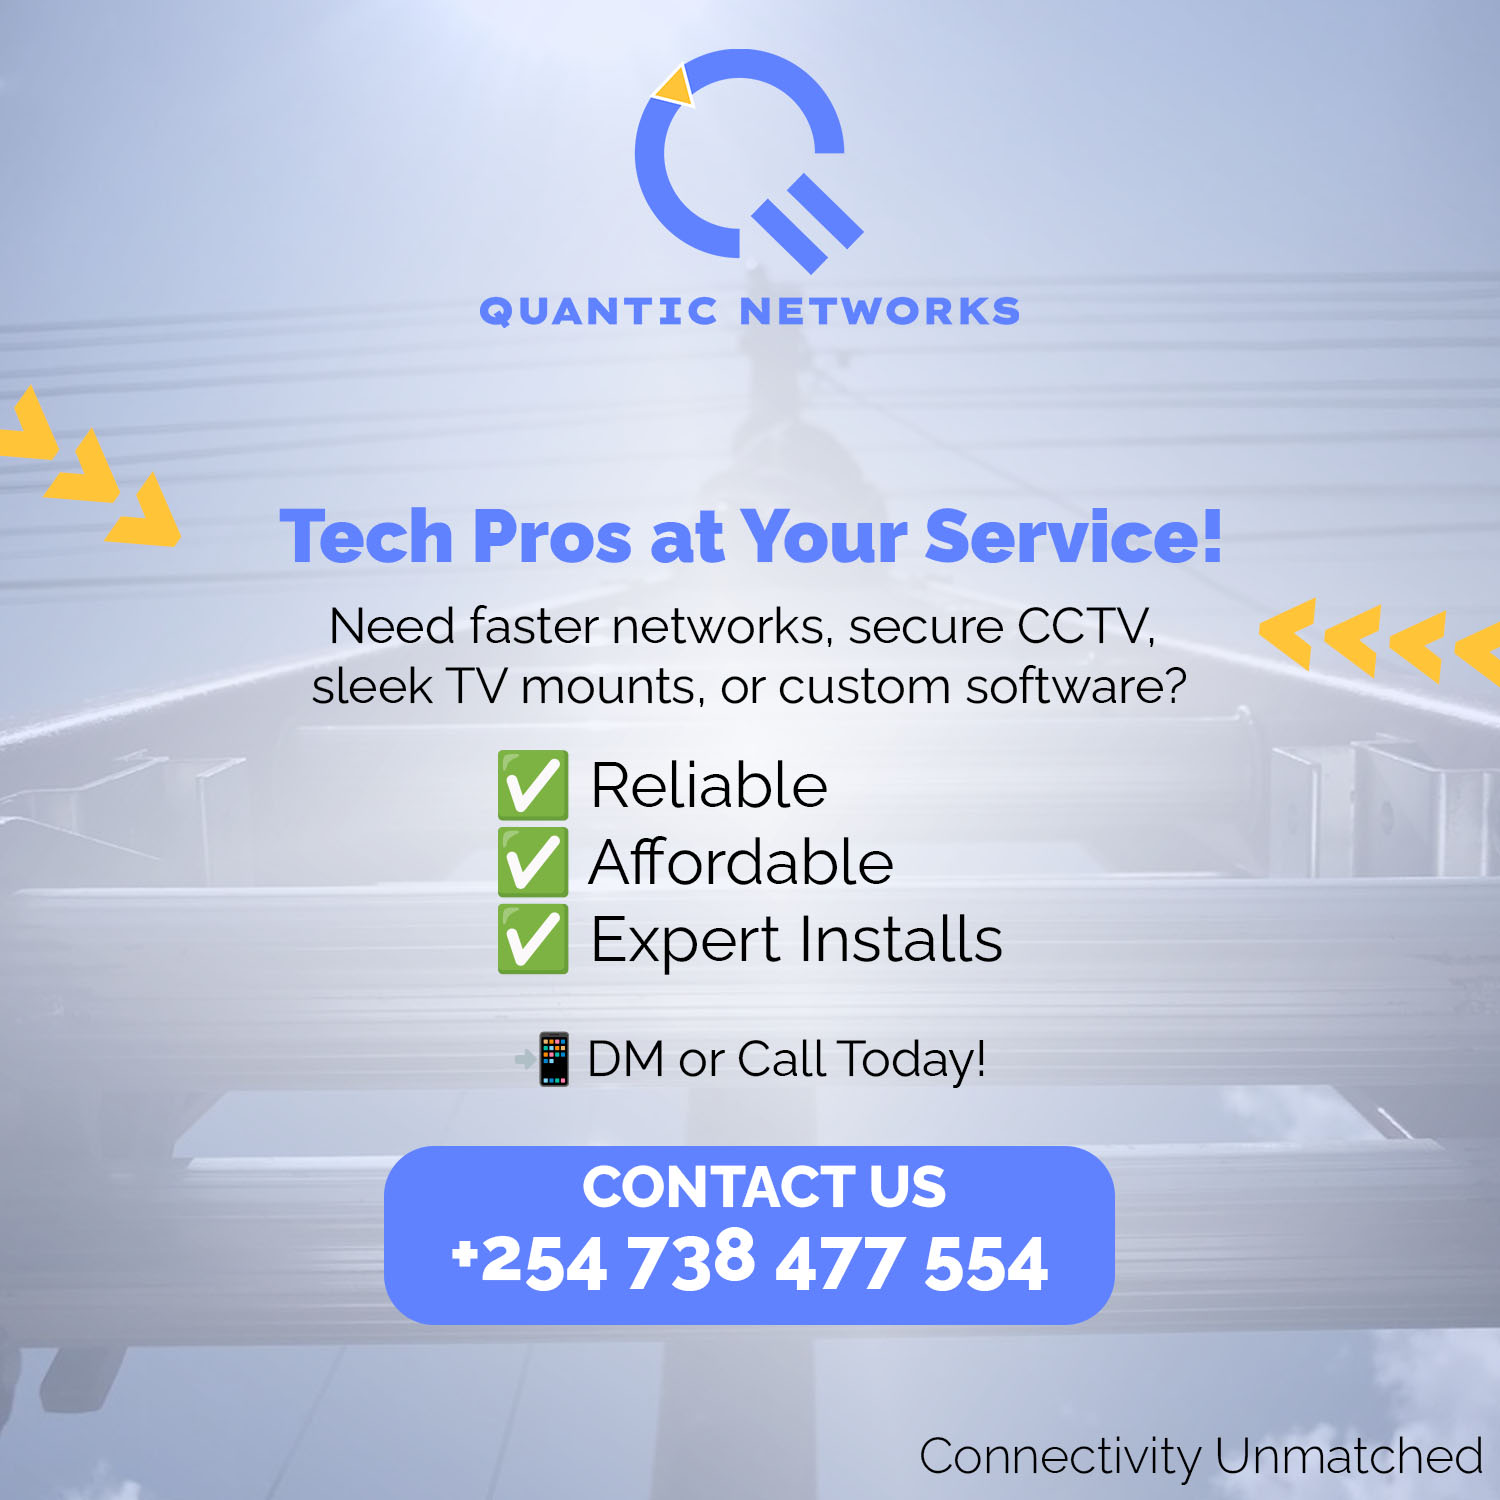 QUANTIC NETWORKS
Tech Pros at Your Service!
Need faster networks, secure CCTV,
sleek TV mounts, or custom software?
✅ Reliable
✅ Affordable
✅ Expert Installs
📲 DM or Call Today!
CONTACT US
+254 738 477 554
Connectivity Unmatched